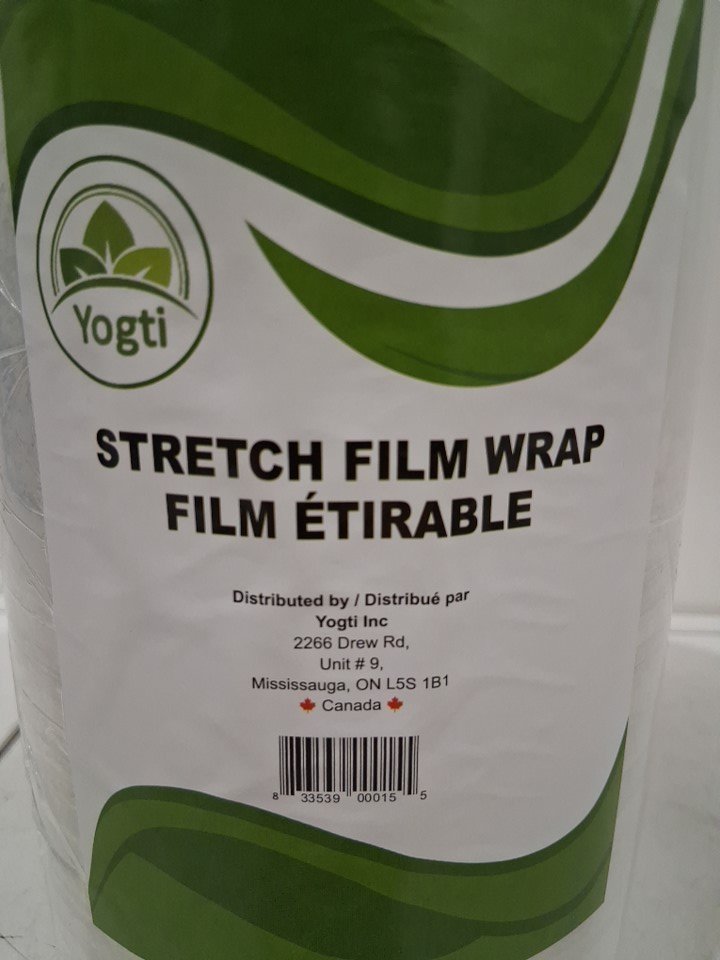 Yogti
STRETCH FILM WRAP
FILM ÉTIRABLE
Distributed by / Distribué par
Yogti Inc
2266 Drew Rd,
Unit # 9,
Mississauga, ON L5S 1B1
🍁 Canada 🍁
8 33539 00015 5